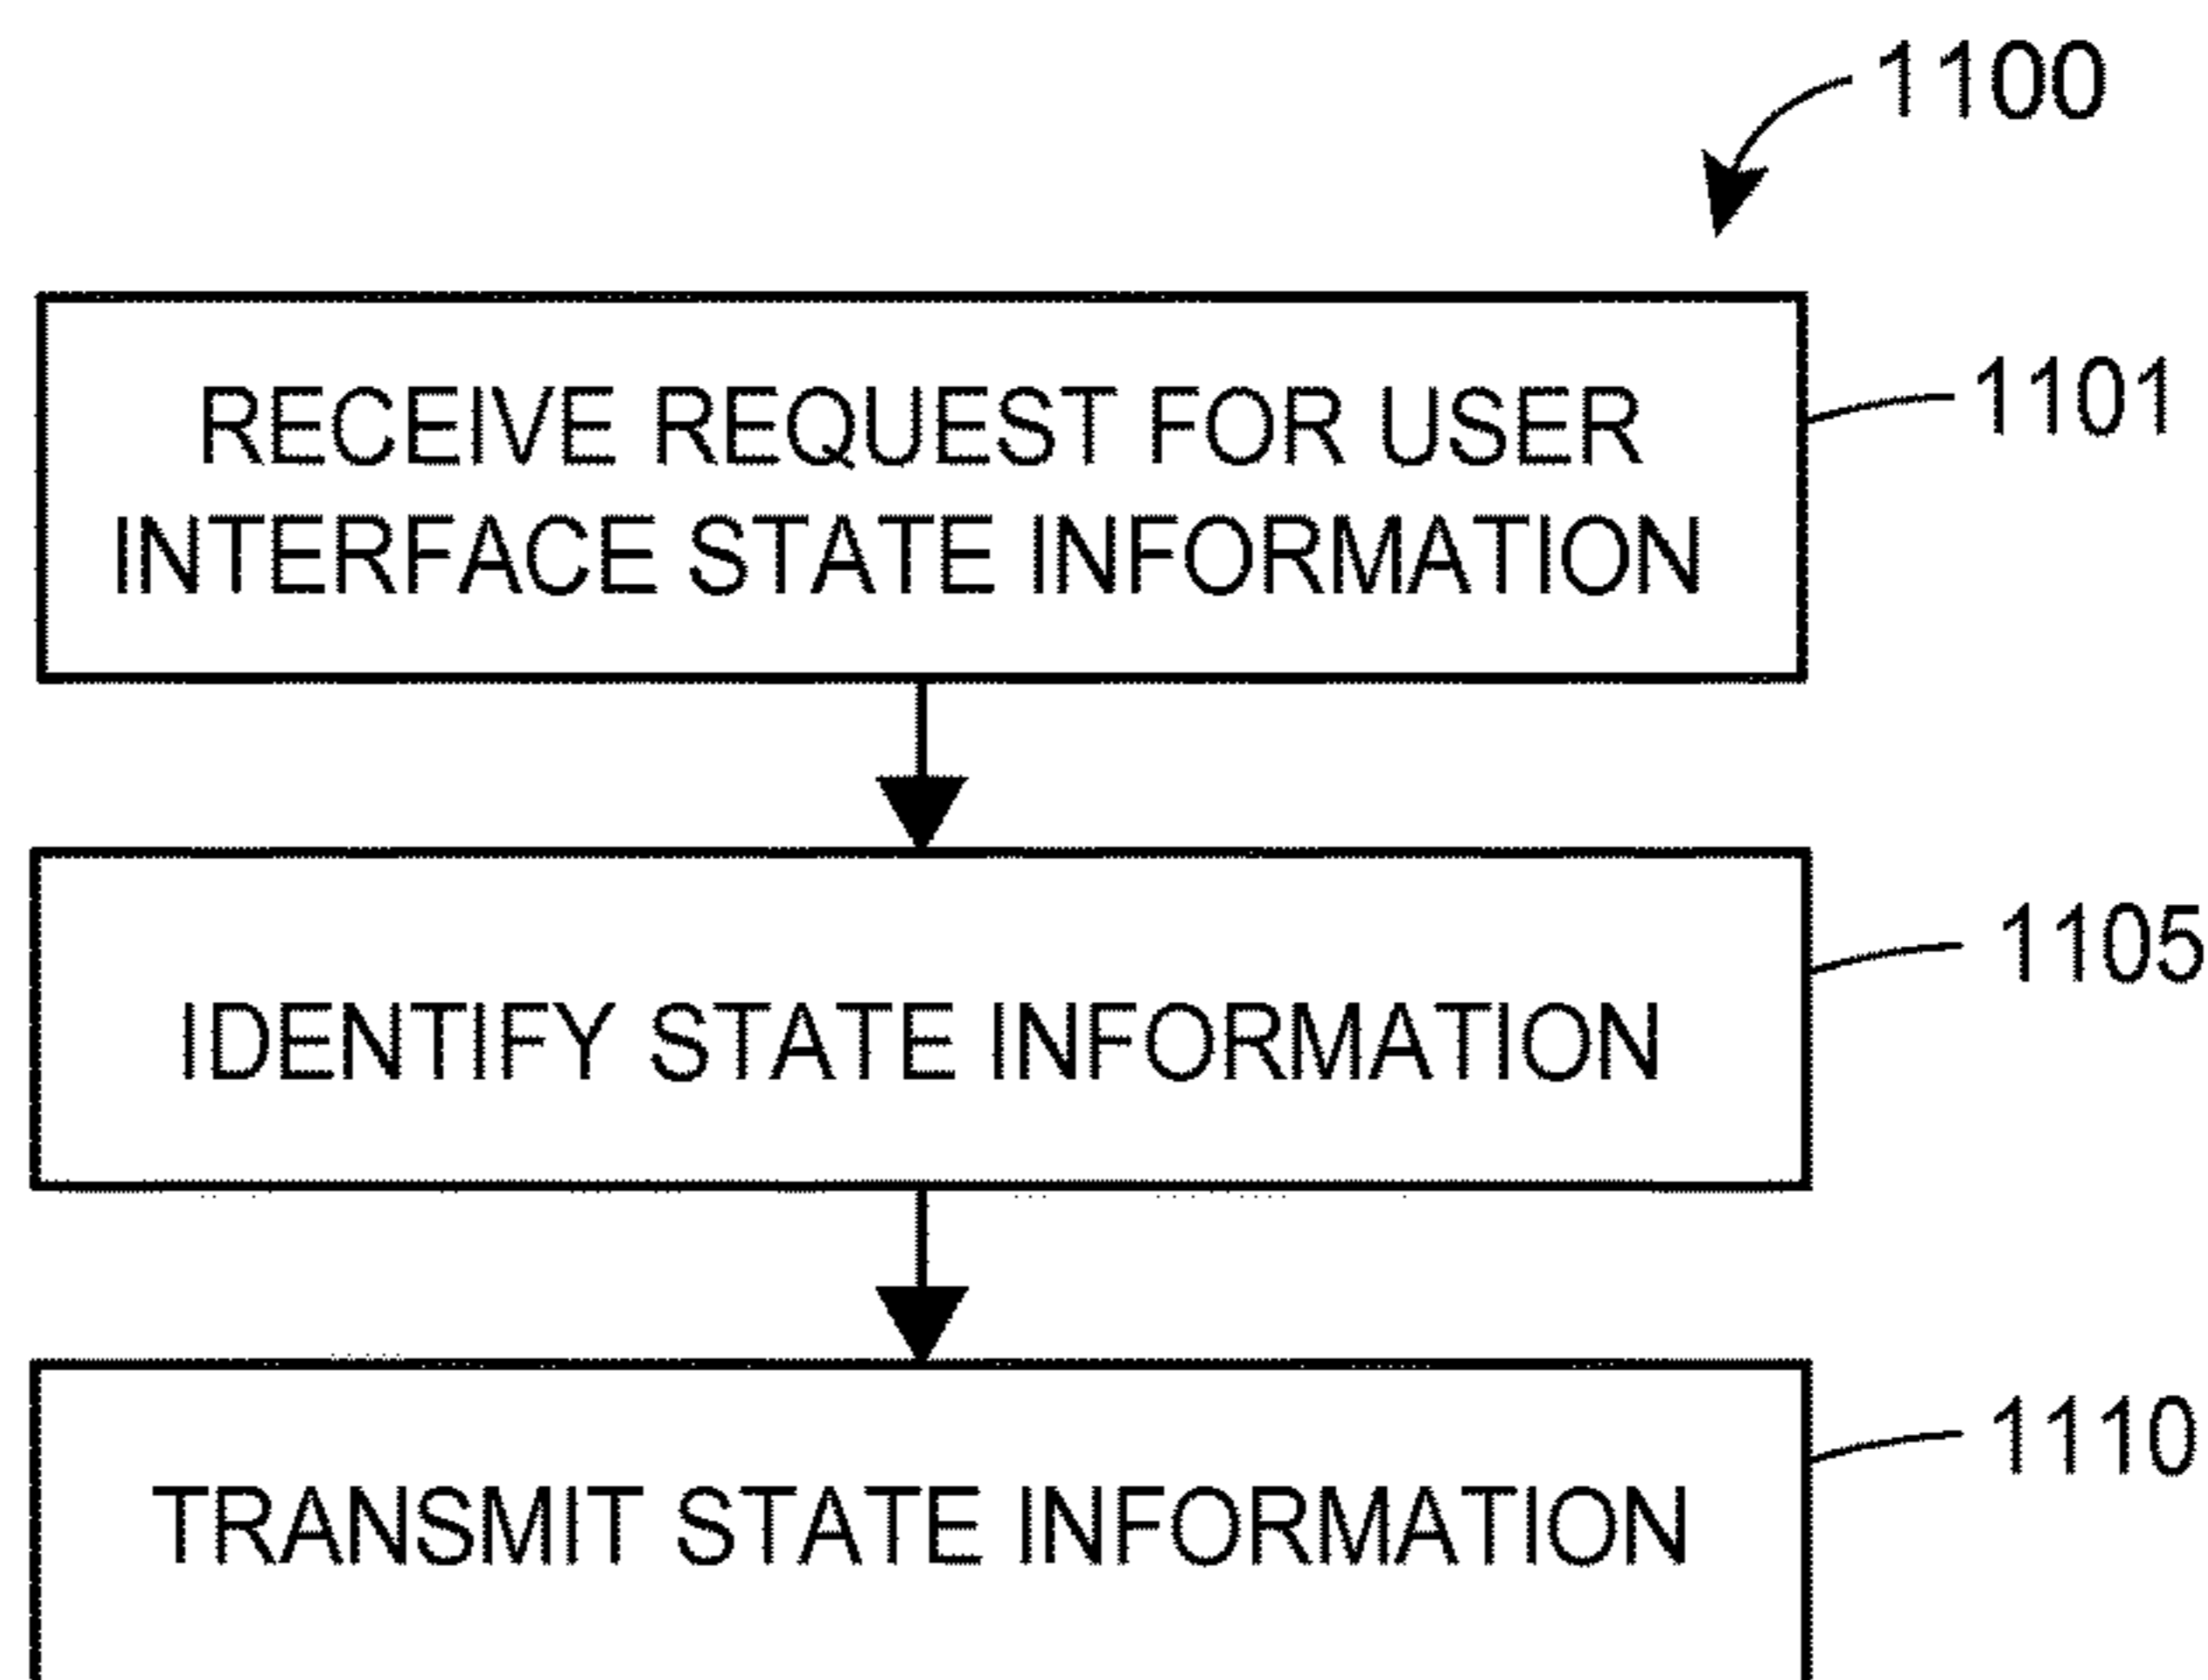 1100
RECEIVE REQUEST FOR USER
INTERFACE STATE INFORMATION
1101
IDENTIFY STATE INFORMATION
1105
TRANSMIT STATE INFORMATION
1110